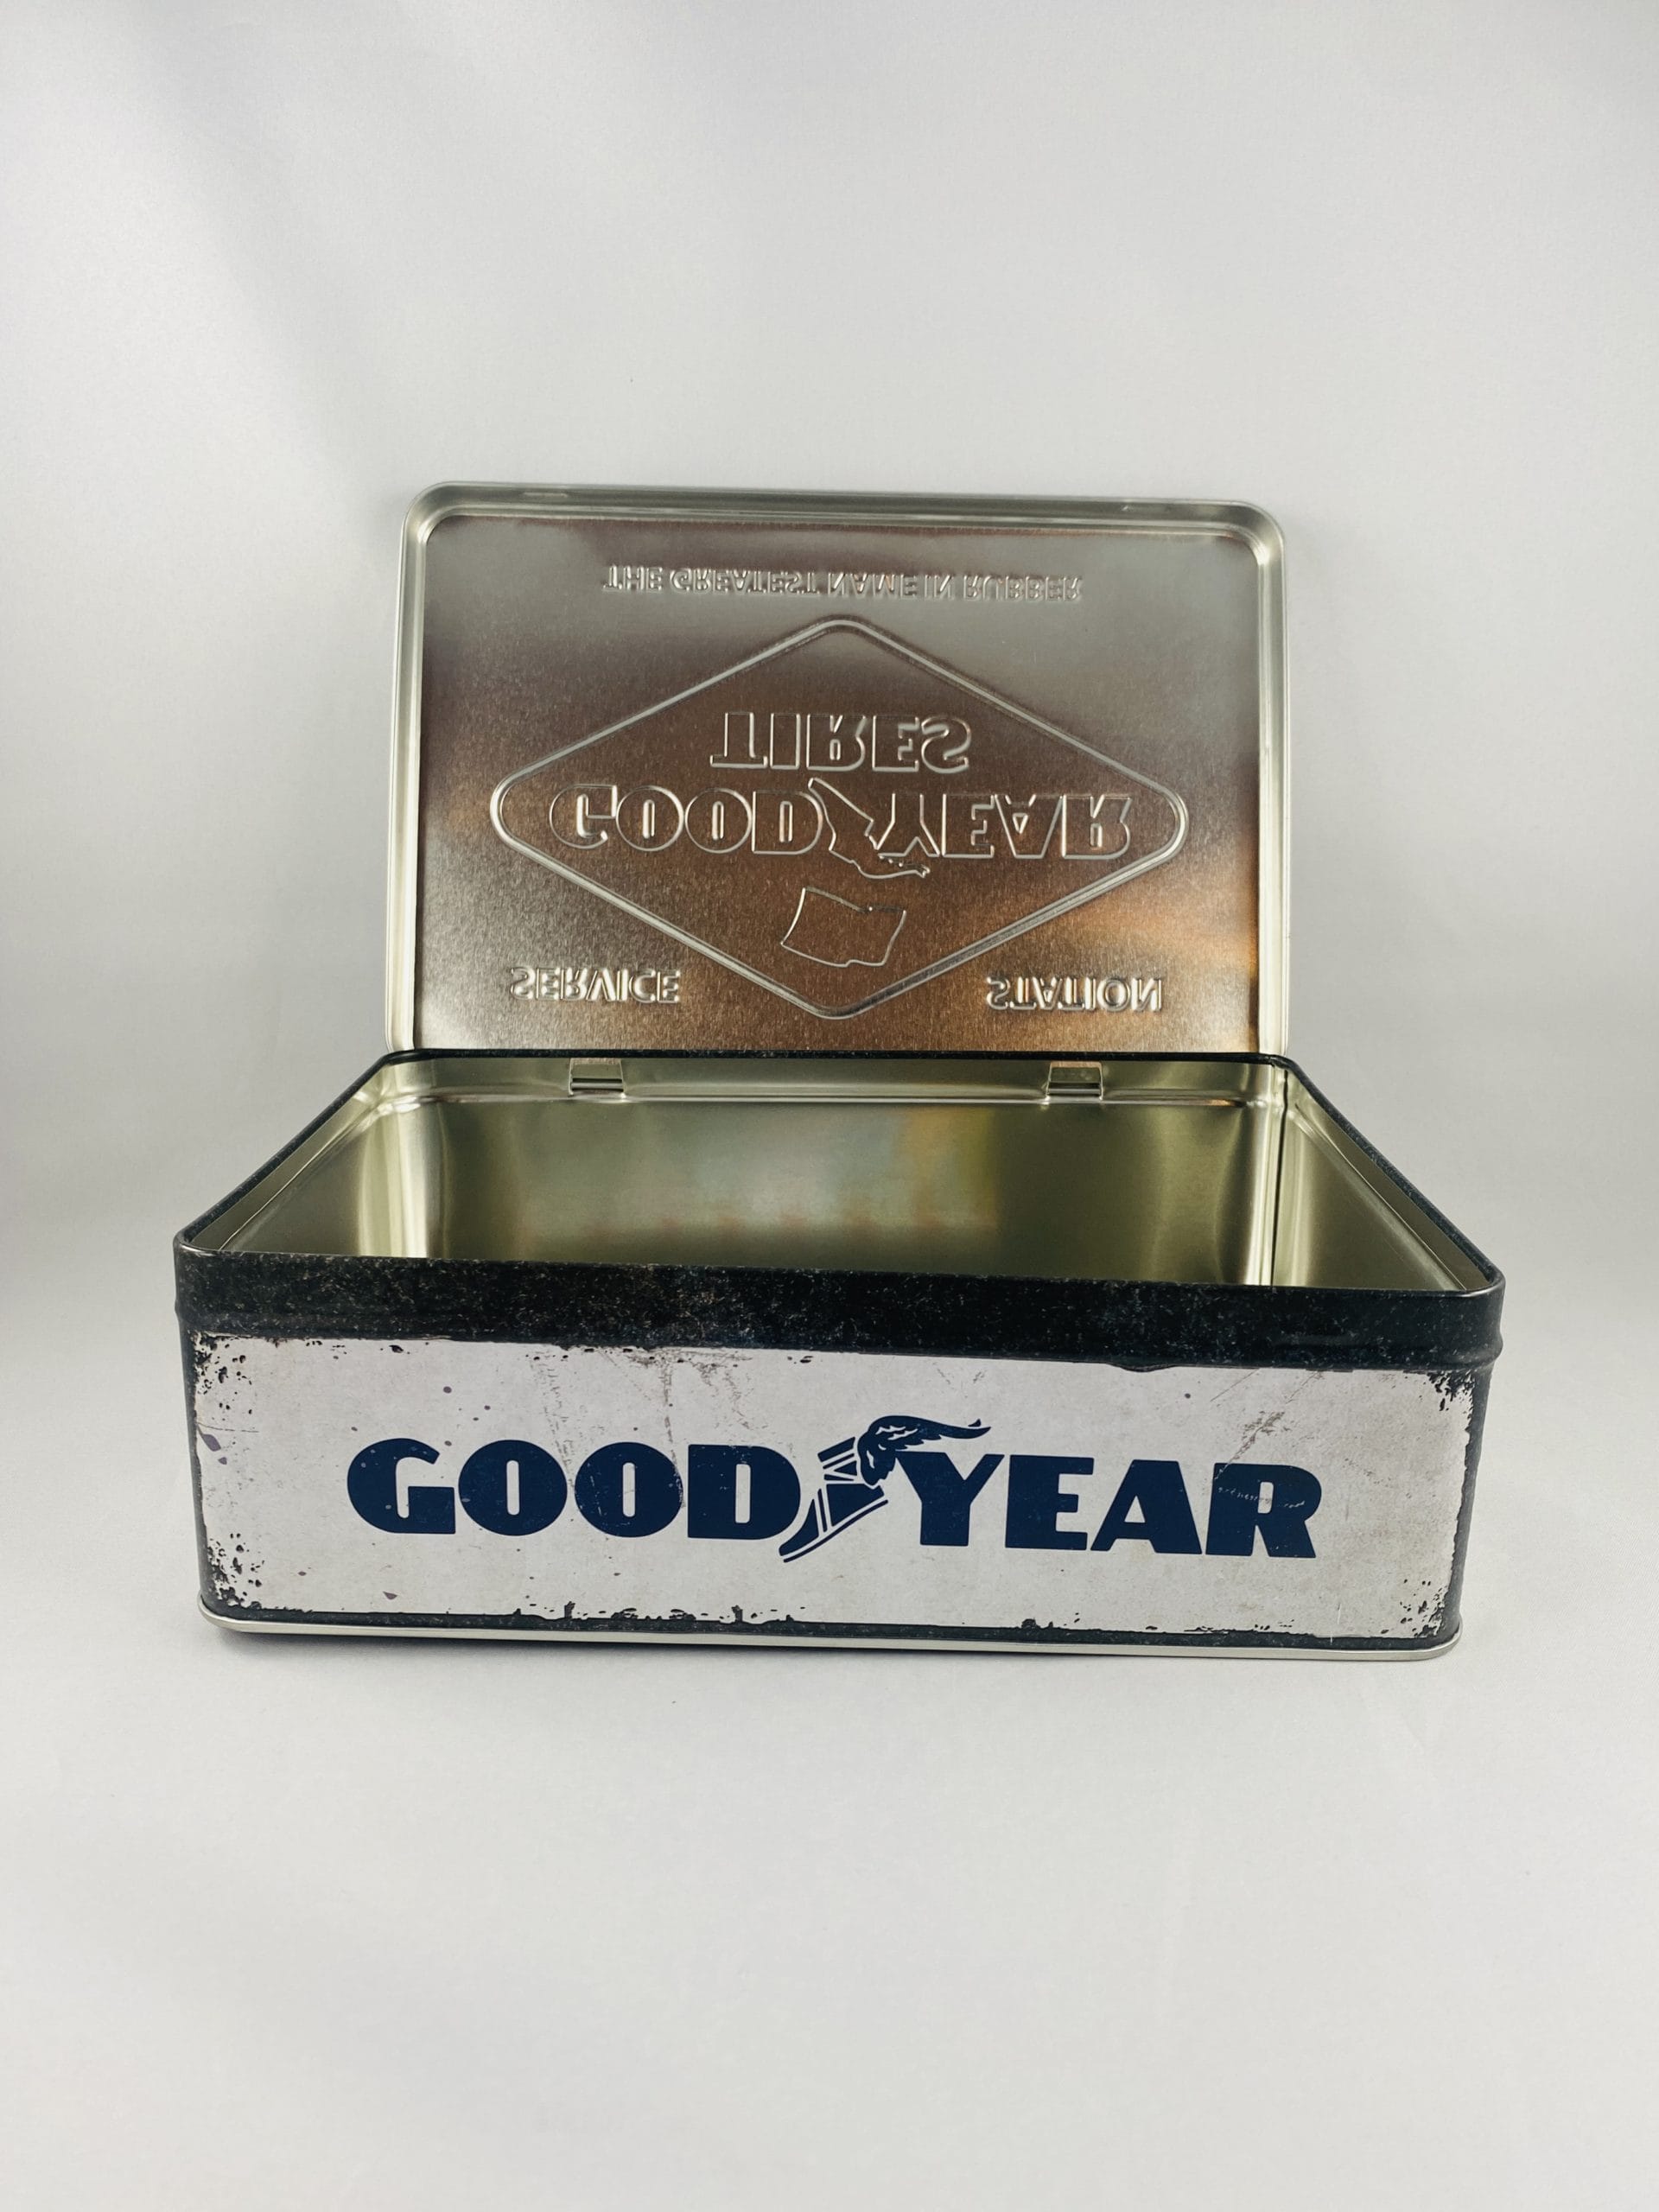 THE GREATEST NAME IN RUBBER
TIRES
GOODYEAR
SERVICE STATION
GOODYEAR